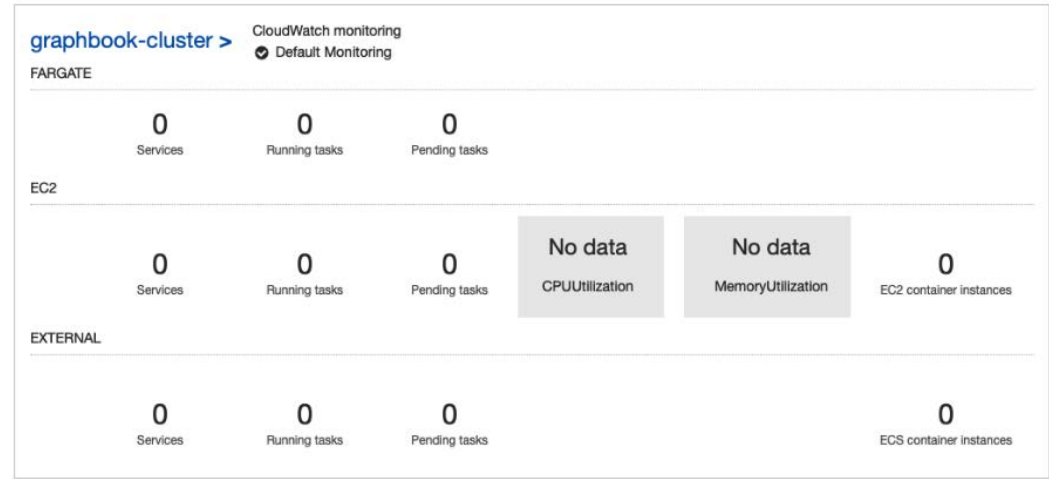 graphbook-cluster >
CloudWatch monitoring
Default Monitoring
FARGATE
0 0 0
Services Running tasks Pending tasks
EC2
No data No data
0 0 0 0
Services Running tasks Pending tasks CPUUtilization MemoryUtilization EC2 container instances
EXTERNAL
0 0 0 0
Services Running tasks Pending tasks ECS container instances